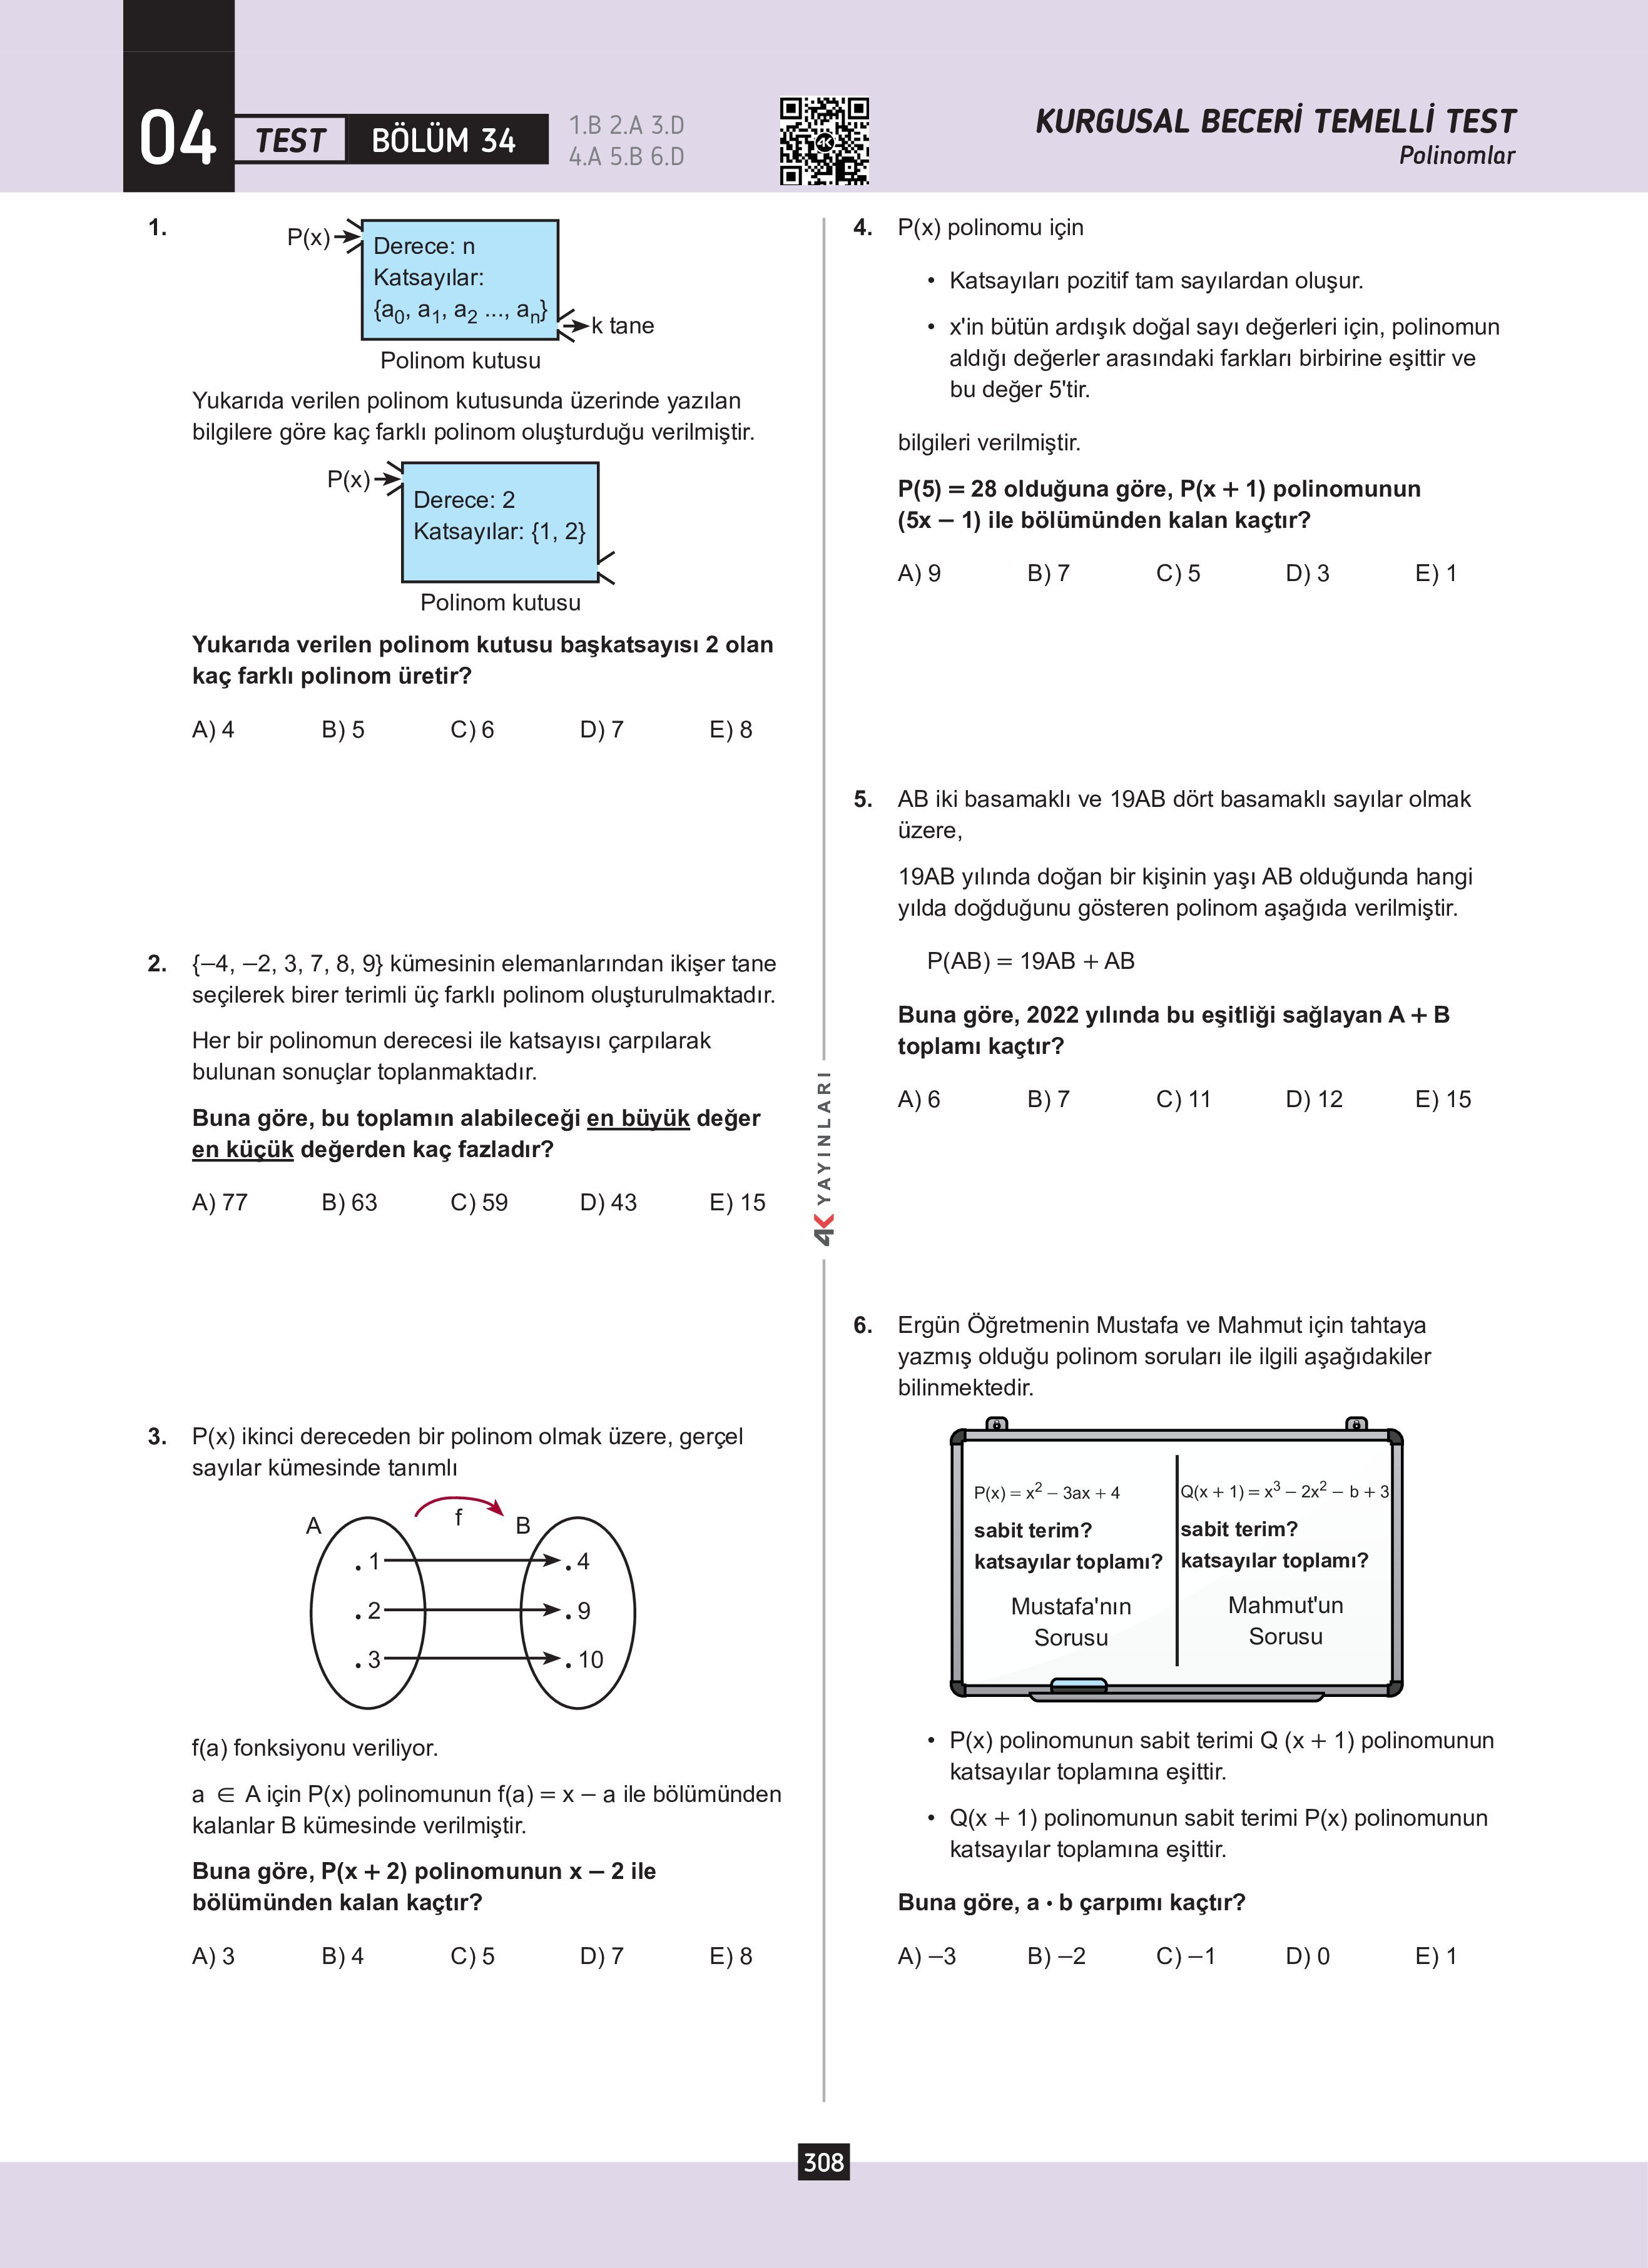 04
TEST
BÖLÜM 34
1.B 2.A 3.D
4.A 5.B 6.D
4K
KURGUSAL BECERİ TEMELLİ TEST
Polinomlar
1.
P(x)
Derece: n
Katsayılar:
{a0, a1, a2 ..., an}
k tane
Polinom kutusu
Yukarıda verilen polinom kutusunda üzerinde yazılan
bilgilere göre kaç farklı polinom oluşturduğu verilmiştir.
P(x)
Derece: 2
Katsayılar: {1, 2}
Polinom kutusu
Yukarıda verilen polinom kutusu başkatsayısı 2 olan
kaç farklı polinom üretir?
A) 4 B) 5 C) 6 D) 7 E) 8
2. {–4, –2, 3, 7, 8, 9} kümesinin elemanlarından ikişer tane
seçilerek birer terimli üç farklı polinom oluşturulmaktadır.
Her bir polinomun derecesi ile katsayısı çarpılarak
bulunan sonuçlar toplanmaktadır.
Buna göre, bu toplamın alabileceği en büyük değer
en küçük değerden kaç fazladır?
A) 77 B) 63 C) 59 D) 43 E) 15
3. P(x) ikinci dereceden bir polinom olmak üzere, gerçel
sayılar kümesinde tanımlı
A f B
. 1 . 4
. 2 . 9
. 3 . 10
f(a) fonksiyonu veriliyor.
a ∈ A için P(x) polinomunun f(a) = x – a ile bölümünden
kalanlar B kümesinde verilmiştir.
Buna göre, P(x + 2) polinomunun x – 2 ile
bölümünden kalan kaçtır?
A) 3 B) 4 C) 5 D) 7 E) 8
4K YAYINLARI
4. P(x) polinomu için
• Katsayıları pozitif tam sayılardan oluşur.
• x'in bütün ardışık doğal sayı değerleri için, polinomun
aldığı değerler arasındaki farkları birbirine eşittir ve
bu değer 5'tir.
bilgileri verilmiştir.
P(5) = 28 olduğuna göre, P(x + 1) polinomunun
(5x – 1) ile bölümünden kalan kaçtır?
A) 9 B) 7 C) 5 D) 3 E) 1
5. AB iki basamaklı ve 19AB dört basamaklı sayılar olmak
üzere,
19AB yılında doğan bir kişinin yaşı AB olduğunda hangi
yılda doğduğunu gösteren polinom aşağıda verilmiştir.
P(AB) = 19AB + AB
Buna göre, 2022 yılında bu eşitliği sağlayan A + B
toplamı kaçtır?
A) 6 B) 7 C) 11 D) 12 E) 15
6. Ergün Öğretmenin Mustafa ve Mahmut için tahtaya
yazmış olduğu polinom soruları ile ilgili aşağıdakiler
bilinmektedir.
P(x) = x² – 3ax + 4
sabit terim?
katsayılar toplamı?
Mustafa'nın
Sorusu
Q(x + 1) = x³ – 2x² – b + 3
sabit terim?
katsayılar toplamı?
Mahmut'un
Sorusu
• P(x) polinomunun sabit terimi Q (x + 1) polinomunun
katsayılar toplamına eşittir.
• Q(x + 1) polinomunun sabit terimi P(x) polinomunun
katsayılar toplamına eşittir.
Buna göre, a · b çarpımı kaçtır?
A) –3 B) –2 C) –1 D) 0 E) 1
308